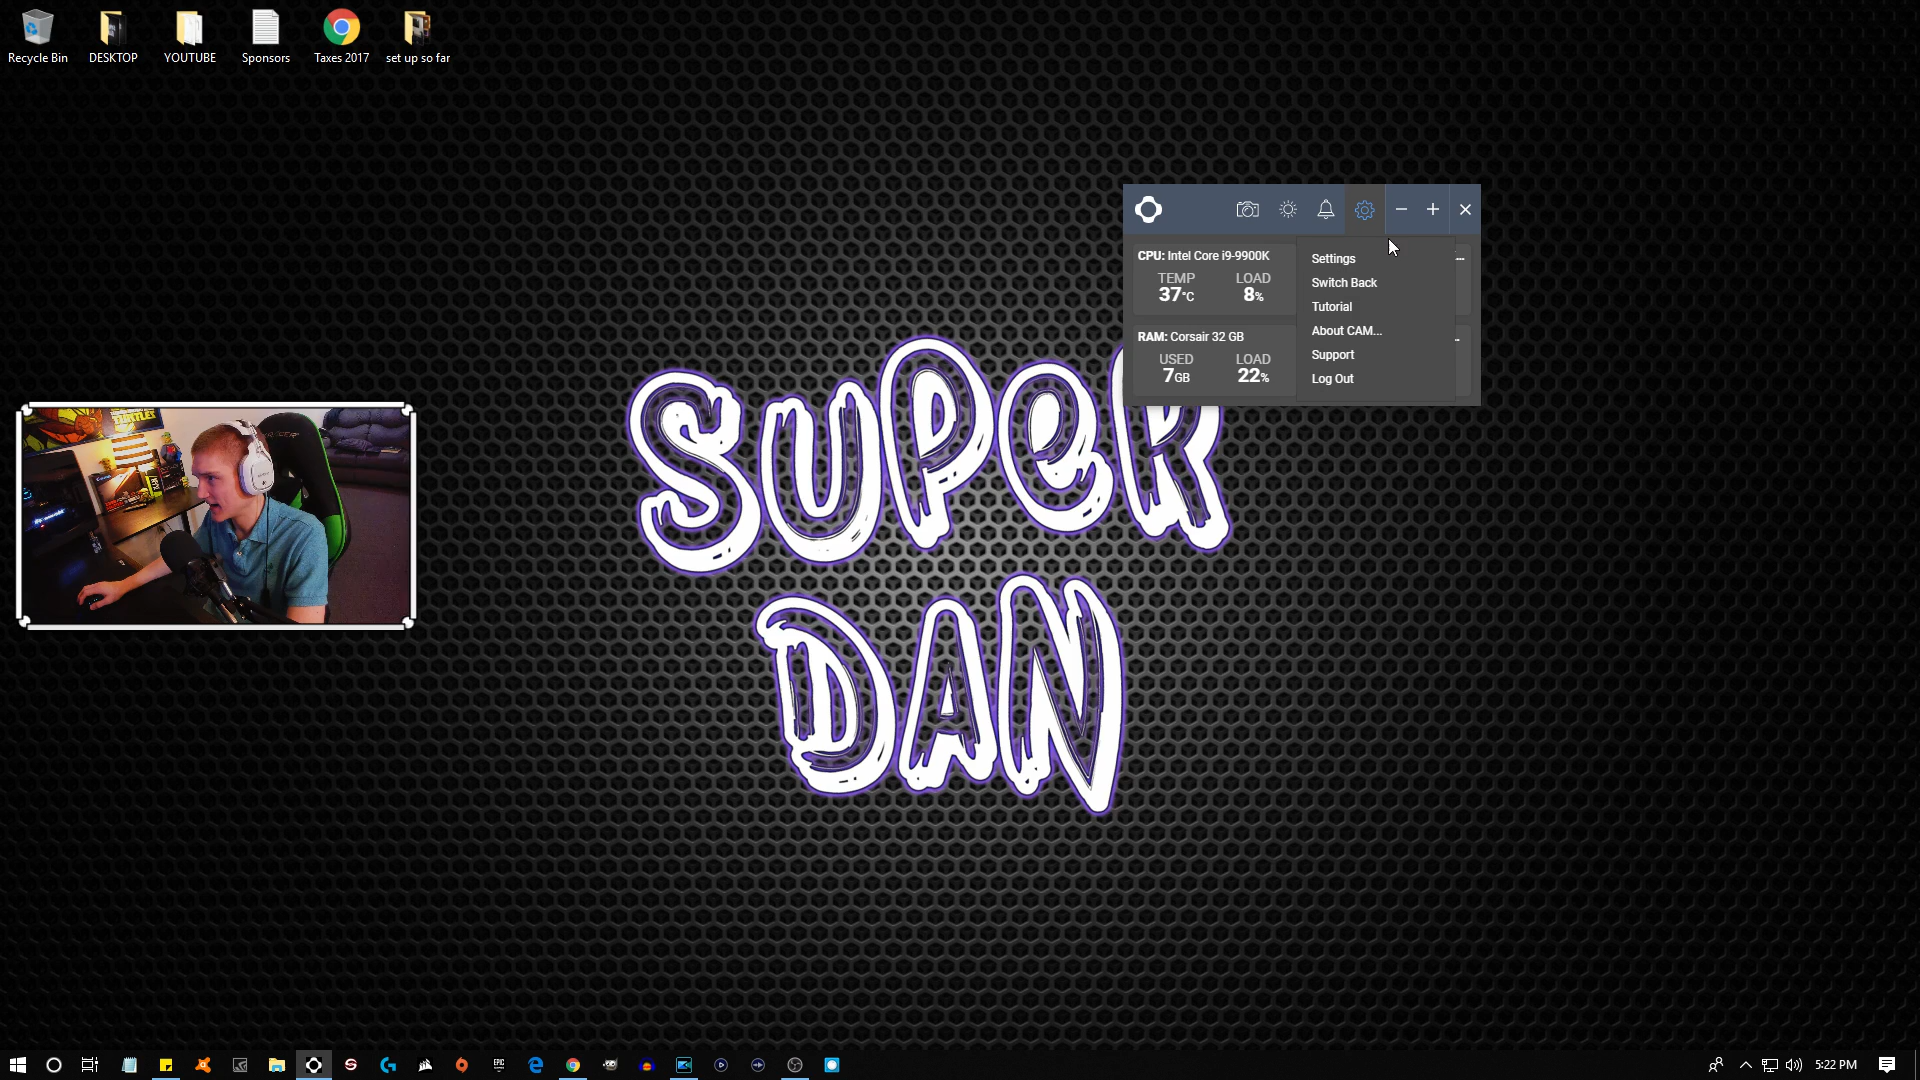 Recycle Bin
DESKTOP
YOUTUBE
Sponsors
Taxes 2017
set up so far
CPU: Intel Core i9-9900K
TEMP
LOAD
37°C
8%
RAM: Corsair 32 GB
USED
LOAD
7GB
22%
Settings
Switch Back
Tutorial
About CAM...
Support
Log Out
SUPER
DAN
EPIC
5:22 PM